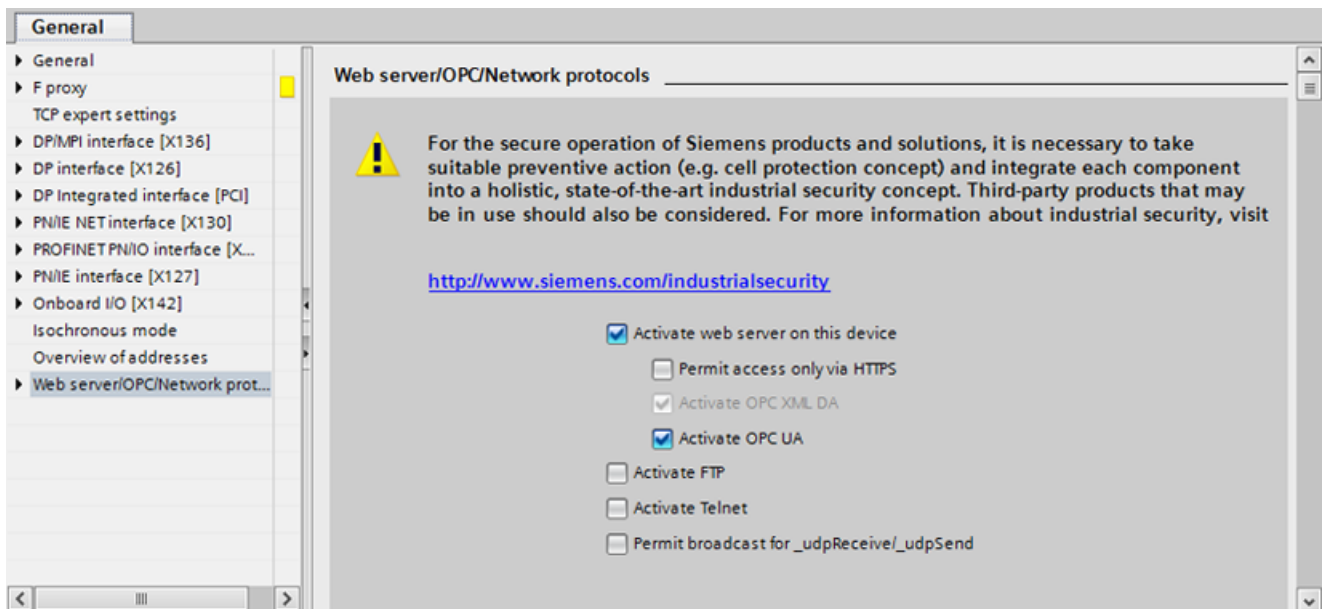 General
General
F proxy
TCP expert settings
DP/MPI interface [X136]
DP interface [X126]
DP Integrated interface [PCI]
PN/IE NET interface [X130]
PROFINET PN/IO interface [X...
PN/IE interface [X127]
Onboard I/O [X142]
Isochronous mode
Overview of addresses
Web server/OPC/Network prot...
Web server/OPC/Network protocols
For the secure operation of Siemens products and solutions, it is necessary to take
suitable preventive action (e.g. cell protection concept) and integrate each component
into a holistic, state-of-the-art industrial security concept. Third-party products that may
be in use should also be considered. For more information about industrial security, visit
http://www.siemens.com/industrialsecurity
Activate web server on this device
Permit access only via HTTPS
Activate OPC XML DA
Activate OPC UA
Activate FTP
Activate Telnet
Permit broadcast for _udpReceive/_udpSend